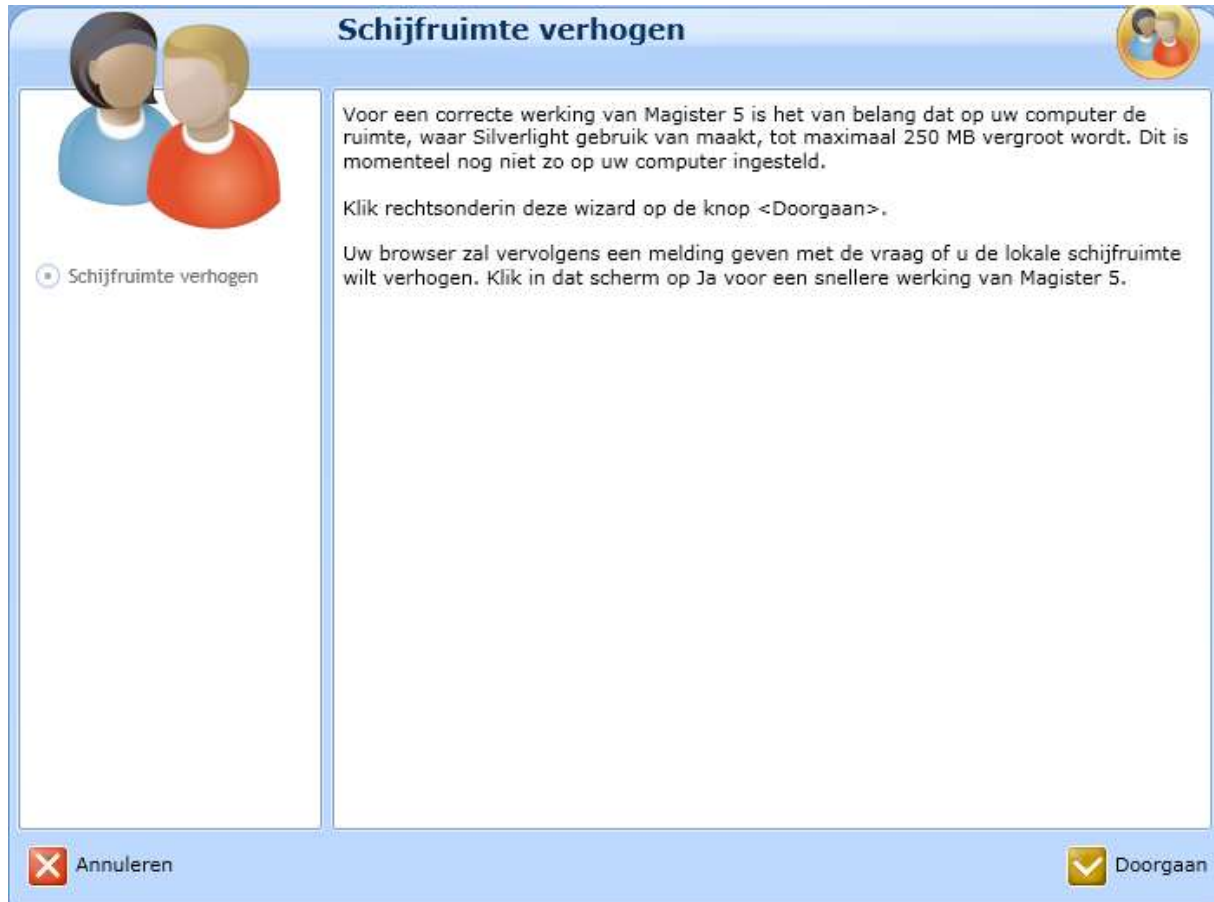 Schijfruimte verhogen
Voor een correcte werking van Magister 5 is het van belang dat op uw computer de
ruimte, waar Silverlight gebruik van maakt, tot maximaal 250 MB vergroot wordt. Dit is
momenteel nog niet zo op uw computer ingesteld.
Klik rechtsonderin deze wizard op de knop <Doorgaan>.
Uw browser zal vervolgens een melding geven met de vraag of u de lokale schijfruimte
wilt verhogen. Klik in dat scherm op Ja voor een snellere werking van Magister 5.
Schijfruimte verhogen
Annuleren
Doorgaan